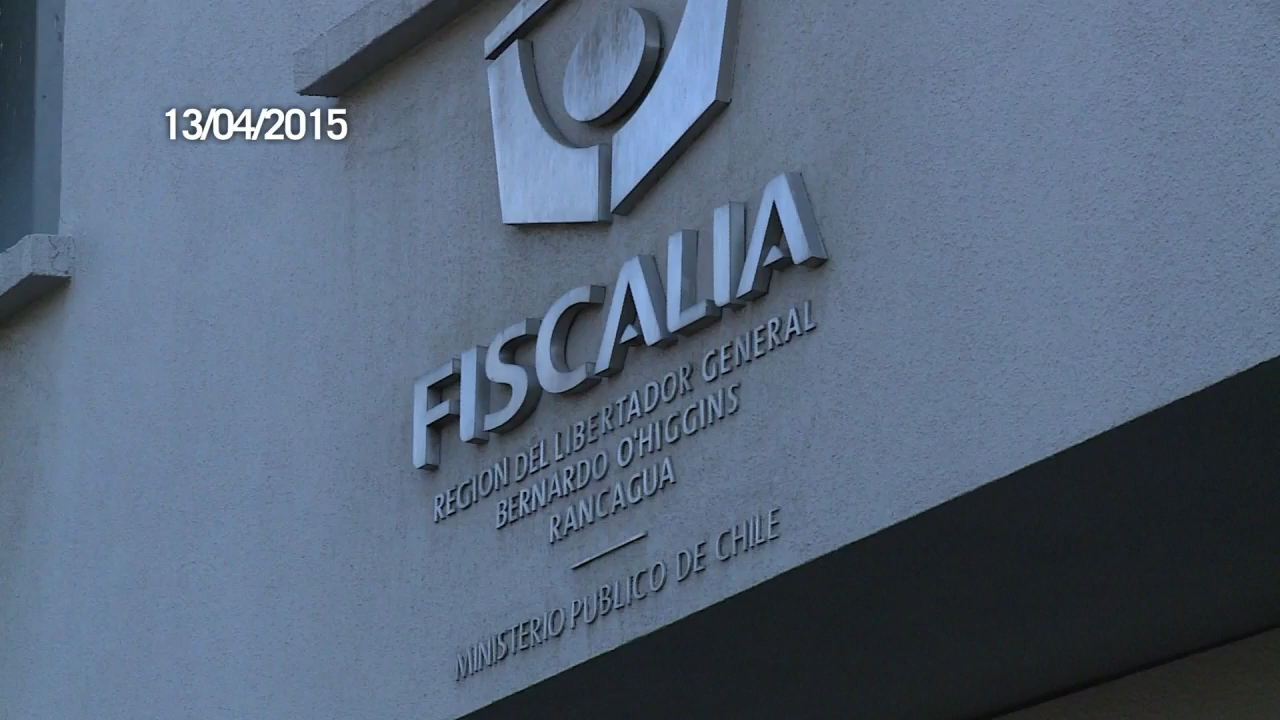 13/04/2015
FISCALIA
REGION DEL LIBERTADOR GENERAL
BERNARDO O'HIGGINS
RANCAGUA
MINISTERIO PUBLICO DE CHILE